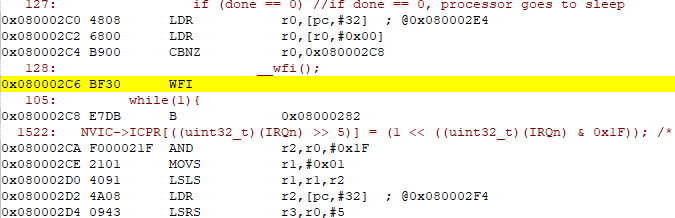 127:                if (done == 0) //if done == 0, processor goes to sleep
0x080002C0 4808      LDR      r0,[pc,#32]  ; @0x080002E4
0x080002C2 6800      LDR      r0,[r0,#0x00]
0x080002C4 B900      CBNZ     r0,0x080002C8
128:                        __wfi();
0x080002C6 BF30      WFI
105:        while(1){
0x080002C8 E7DB      B        0x08000282
1522:   NVIC->ICPR[((uint32_t)(IRQn) >> 5)] = (1 << ((uint32_t)(IRQn) & 0x1F)); /*
0x080002CA F000021F  AND      r2,r0,#0x1F
0x080002CE 2101      MOVS     r1,#0x01
0x080002D0 4091      LSLS     r1,r1,r2
0x080002D2 4A08      LDR      r2,[pc,#32]  ; @0x080002F4
0x080002D4 0943      LSRS     r3,r0,#5